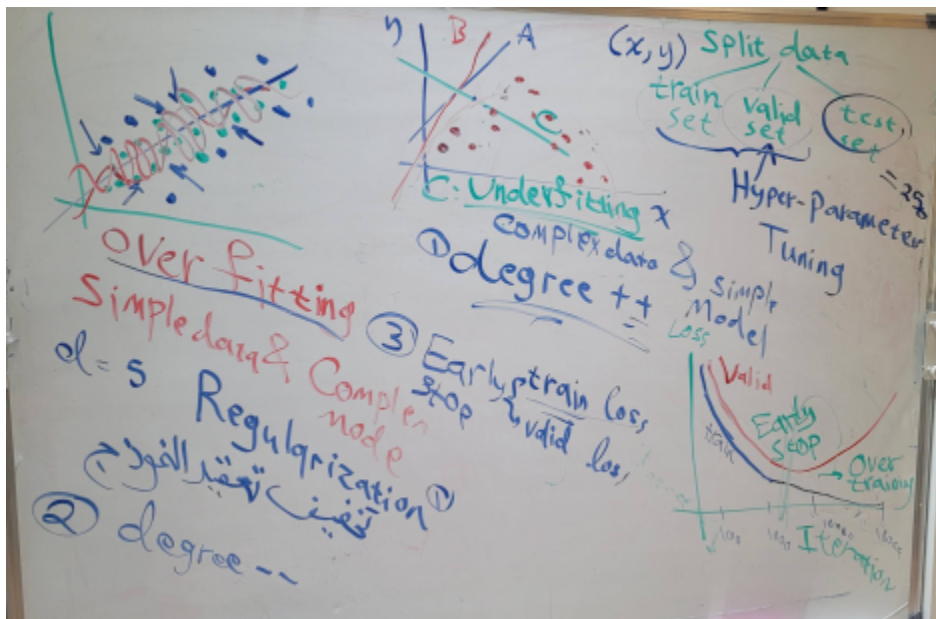 Over fitting
Simple data & Complex
mode
d = 5
Regularization ①
تخفيف تعقيد النموذج
② degree --
y
B
A
C
x
C: Underfitting
complex data & simple
Model
① degree ++
③ Early stop
train loss
valid loss
(x, y) Split data
train set
valid set
test set
Hyper-Parameter
Tuning
Loss
Valid
train
Early
stop
→ Over
training
Iteration